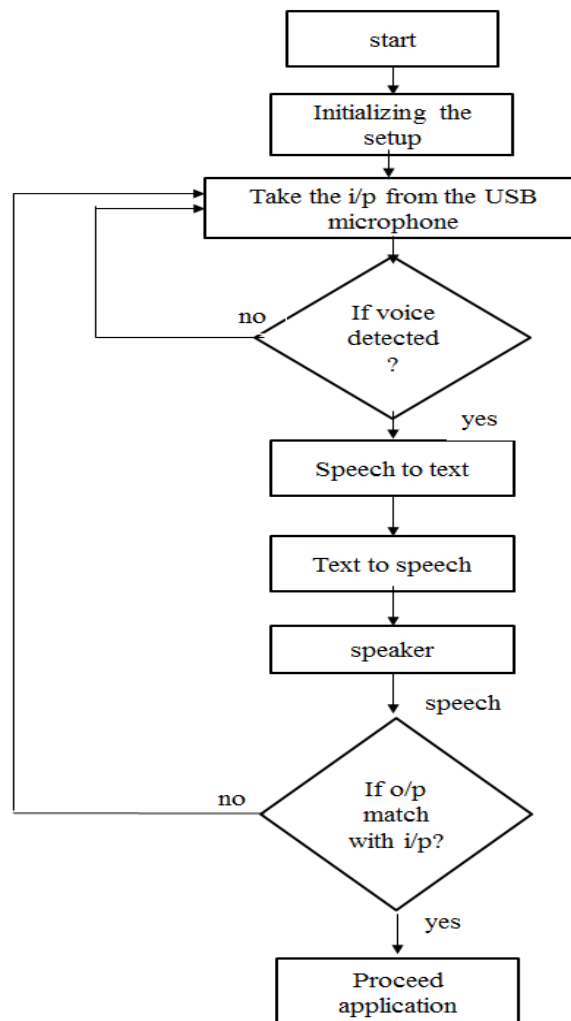 start
Initializing the
setup
Take the i/p from the USB
microphone
If voice
detected
?
no
yes
Speech to text
Text to speech
speaker
speech
If o/p
match
with i/p?
no
yes
Proceed
application